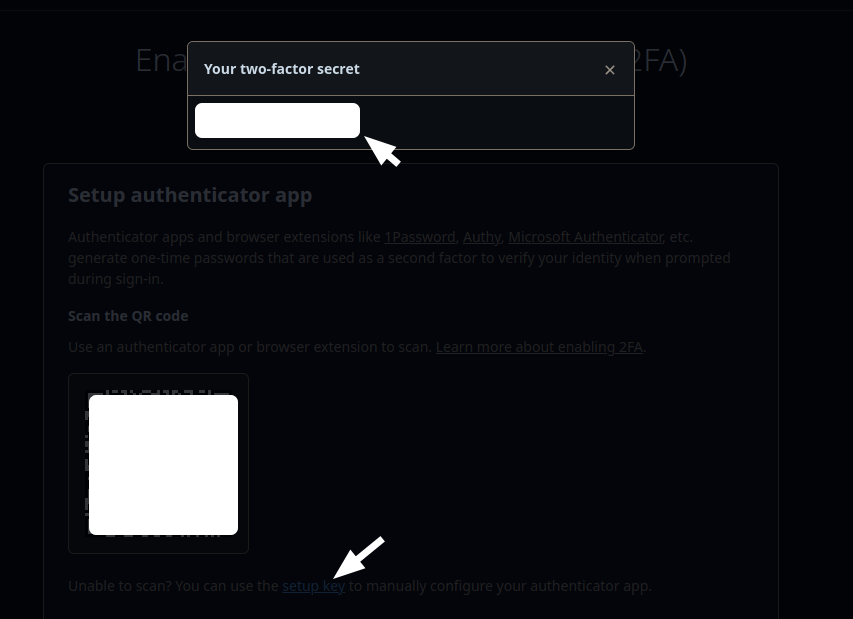 Ena 2FA)
Your two-factor secret
Setup authenticator app
Authenticator apps and browser extensions like 1Password, Authy, Microsoft Authenticator, etc.
generate one-time passwords that are used as a second factor to verify your identity when prompted
during sign-in.
Scan the QR code
Use an authenticator app or browser extension to scan. Learn more about enabling 2FA.
Unable to scan? You can use the setup key to manually configure your authenticator app.